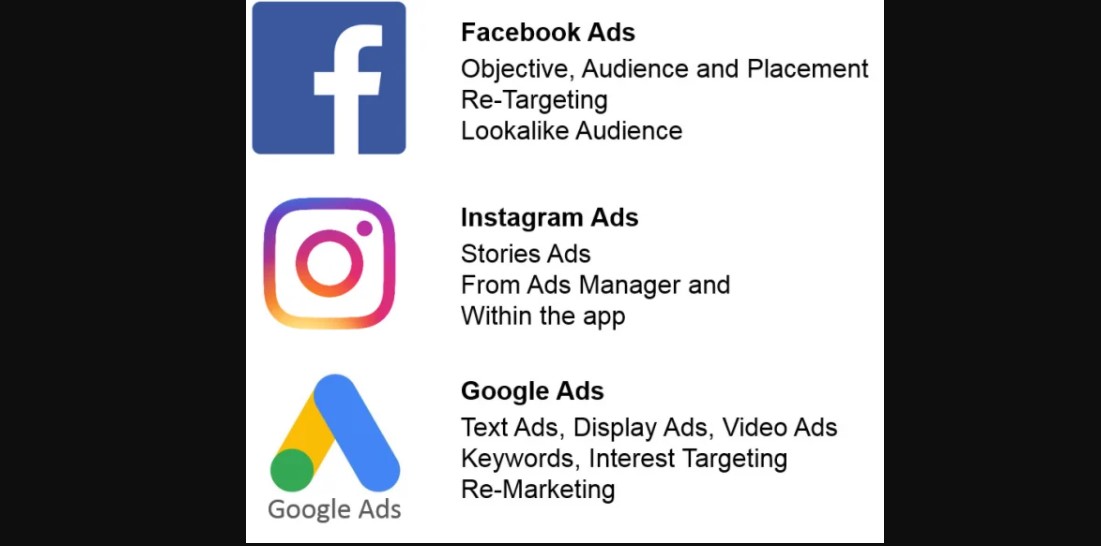 Facebook Ads
Objective, Audience and Placement
Re-Targeting
Lookalike Audience
Instagram Ads
Stories Ads
From Ads Manager and
Within the app
Google Ads
Text Ads, Display Ads, Video Ads
Keywords, Interest Targeting
Re-Marketing
Google Ads